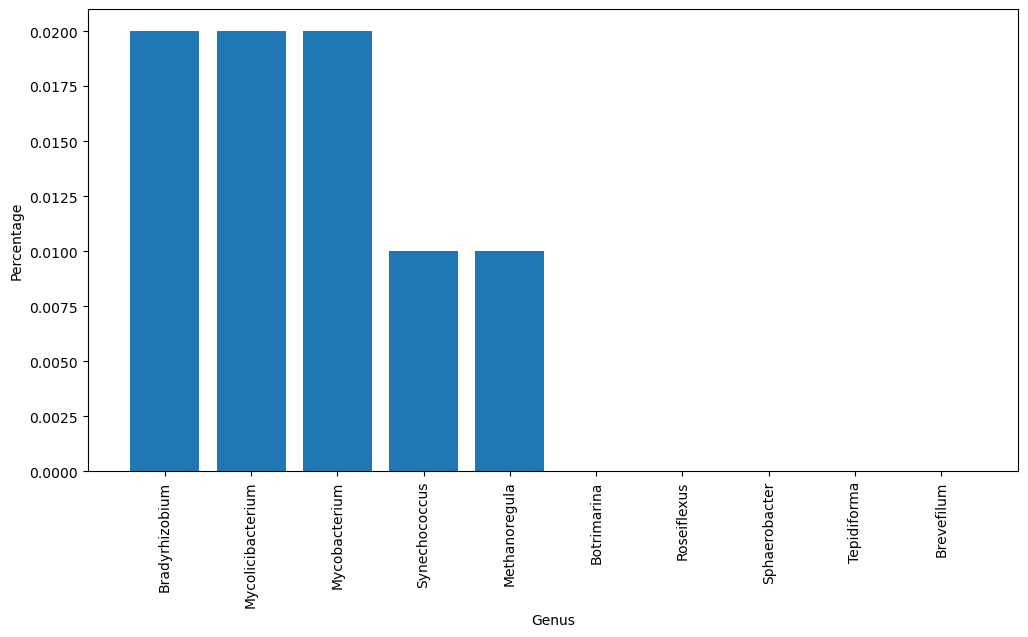 0.0200
0.0175
0.0150
0.0125
0.0100
0.0075
0.0050
0.0025
0.0000
Percentage
Bradyrhizobium
Mycolicibacterium
Mycobacterium
Synechococcus
Methanoregula
Botrimarina
Roseiflexus
Sphaerobacter
Tepidiforma
Brevefilum
Genus